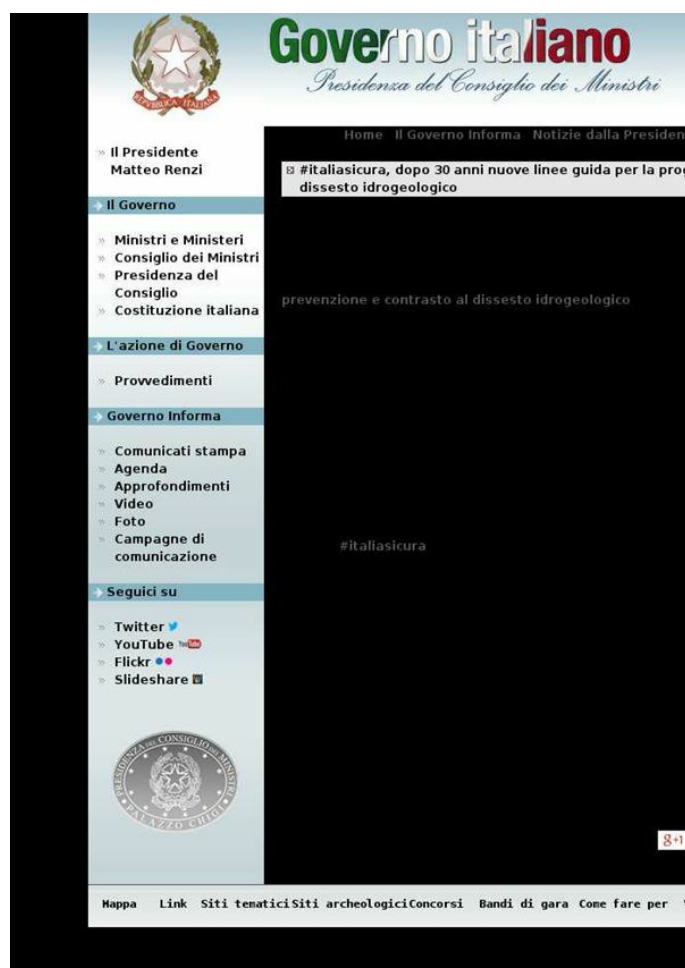 REPVBBLICA ITALIANA
Governo italiano
Presidenza del Consiglio dei Ministri
Home Il Governo Informa Notizie dalla
» Il Presidente
Matteo Renzi
#italiasicura, dopo 30 anni nuove linee guida per la
dissesto idrogeologico
Il Governo
» Ministri e Ministeri
» Consiglio dei Ministri
» Presidenza del
Consiglio
» Costituzione italiana
prevenzione e contrasto al dissesto idrogeologico
L'azione di Governo
» Provvedimenti
Governo Informa
» Comunicati stampa
» Agenda
» Approfondimenti
» Video
» Foto
» Campagne di
comunicazione
#italiasicura
Seguici su
» Twitter
» YouTube
» Flickr
» Slideshare
PRESIDENZA DEL CONSIGLIO DEI MINISTRI
PALAZZO CHIGI
g+1
Mappa Link Siti tematici Siti archeologici Concorsi Bandi di gara Come fare per